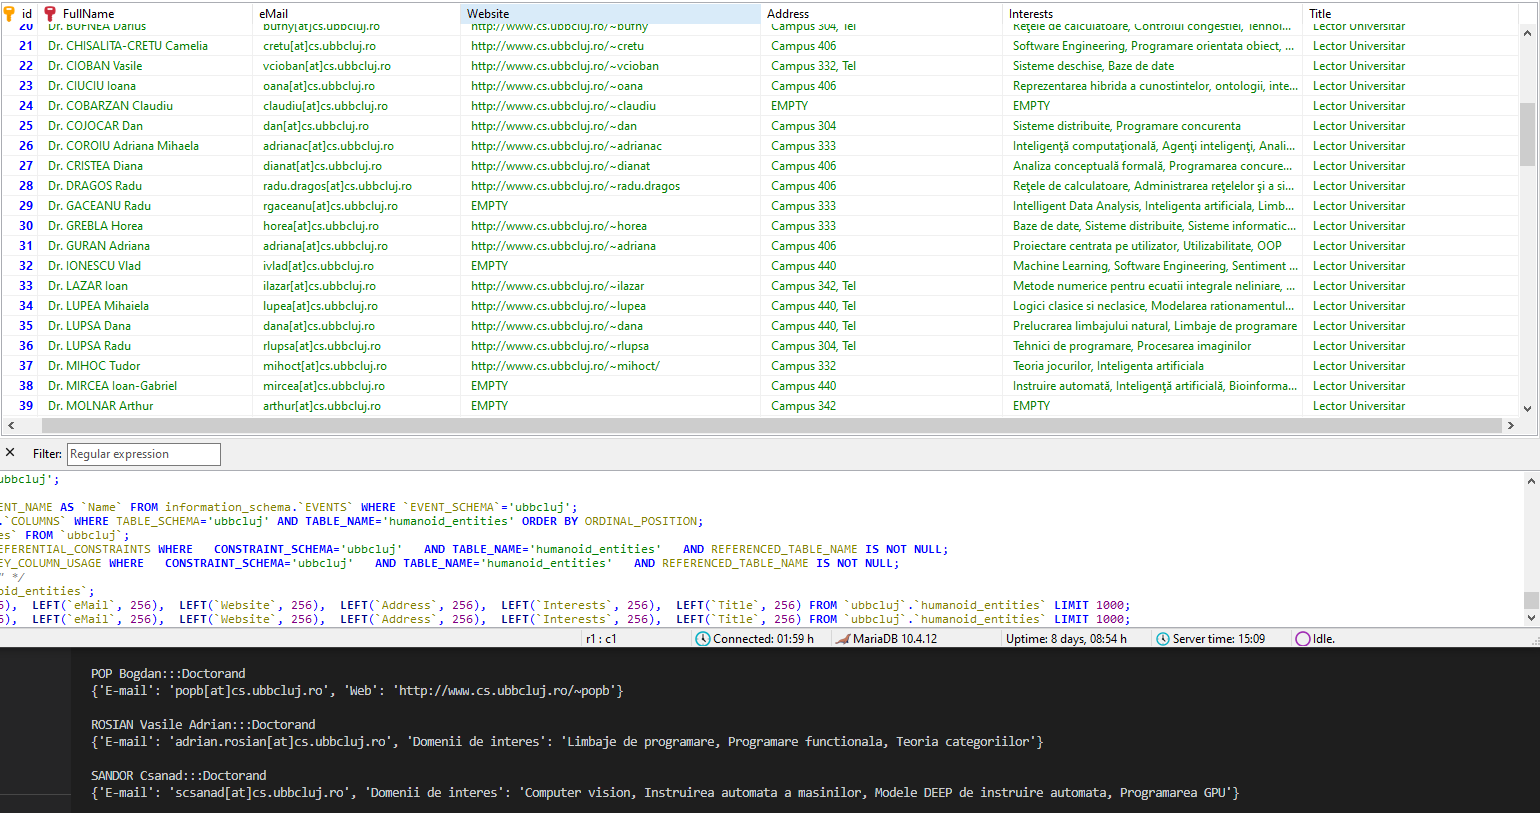 id FullName eMail Website Address Interests Title
20 Dr. BUFNEA Darius bufny[at]cs.ubbcluj.ro http://www.cs.ubbcluj.ro/~bufny Campus 304, Tel Reţele de calculatoare, Controlul congestiei, Tehnol... Lector Universitar
21 Dr. CHISALITA-CRETU Camelia cretu[at]cs.ubbcluj.ro http://www.cs.ubbcluj.ro/~cretu Campus 406 Software Engineering, Programare orientata obiect, ... Lector Universitar
22 Dr. CIOBAN Vasile vcioban[at]cs.ubbcluj.ro http://www.cs.ubbcluj.ro/~vcioban Campus 332, Tel Sisteme deschise, Baze de date Lector Universitar
23 Dr. CIUCIU Ioana oana[at]cs.ubbcluj.ro http://www.cs.ubbcluj.ro/~oana Campus 406 Reprezentarea hibrida a cunostintelor, ontologii, inte... Lector Universitar
24 Dr. COBARZAN Claudiu claudiu[at]cs.ubbcluj.ro http://www.cs.ubbcluj.ro/~claudiu EMPTY EMPTY Lector Universitar
25 Dr. COJOCAR Dan dan[at]cs.ubbcluj.ro http://www.cs.ubbcluj.ro/~dan Campus 304 Sisteme distribuite, Programare concurenta Lector Universitar
26 Dr. COROIU Adriana Mihaela adrianac[at]cs.ubbcluj.ro http://www.cs.ubbcluj.ro/~adrianac Campus 333 Inteligenţă computaţională, Agenţi inteligenţi, Anali... Lector Universitar
27 Dr. CRISTEA Diana dianat[at]cs.ubbcluj.ro http://www.cs.ubbcluj.ro/~dianat Campus 406 Analiza conceptuală formală, Programarea concure... Lector Universitar
28 Dr. DRAGOS Radu radu.dragos[at]cs.ubbcluj.ro http://www.cs.ubbcluj.ro/~radu.dragos Campus 406 Reţele de calculatoare, Administrarea reţelelor şi a si... Lector Universitar
29 Dr. GACEANU Radu rgaceanu[at]cs.ubbcluj.ro EMPTY Campus 333 Intelligent Data Analysis, Inteligenta artificiala, Limb... Lector Universitar
30 Dr. GREBLA Horea horea[at]cs.ubbcluj.ro http://www.cs.ubbcluj.ro/~horea Campus 333 Baze de date, Sisteme distribuite, Sisteme informatic... Lector Universitar
31 Dr. GURAN Adriana adriana[at]cs.ubbcluj.ro http://www.cs.ubbcluj.ro/~adriana Campus 406 Proiectare centrata pe utilizator, Utilizabilitate, OOP Lector Universitar
32 Dr. IONESCU Vlad ivlad[at]cs.ubbcluj.ro EMPTY Campus 440 Machine Learning, Software Engineering, Sentiment ... Lector Universitar
33 Dr. LAZAR Ioan ilazar[at]cs.ubbcluj.ro http://www.cs.ubbcluj.ro/~ilazar Campus 342, Tel Metode numerice pentru ecuatii integrale neliniare, ... Lector Universitar
34 Dr. LUPEA Mihaiela lupea[at]cs.ubbcluj.ro http://www.cs.ubbcluj.ro/~lupea Campus 440, Tel Logici clasice si neclasice, Modelarea rationamentul... Lector Universitar
35 Dr. LUPSA Dana dana[at]cs.ubbcluj.ro http://www.cs.ubbcluj.ro/~dana Campus 440, Tel Prelucrarea limbajului natural, Limbaje de programare Lector Universitar
36 Dr. LUPSA Radu rlupsa[at]cs.ubbcluj.ro http://www.cs.ubbcluj.ro/~rlupsa Campus 304, Tel Tehnici de programare, Procesarea imaginilor Lector Universitar
37 Dr. MIHOC Tudor mihoct[at]cs.ubbcluj.ro http://www.cs.ubbcluj.ro/~mihoct/ Campus 332 Teoria jocurilor, Inteligenta artificiala Lector Universitar
38 Dr. MIRCEA Ioan-Gabriel mircea[at]cs.ubbcluj.ro EMPTY Campus 440 Instruire automată, Inteligenţă artificială, Bioinforma... Lector Universitar
39 Dr. MOLNAR Arthur arthur[at]cs.ubbcluj.ro EMPTY Campus 342 EMPTY Lector Universitar
Filter: Regular expression
ubbcluj';
ENT_NAME AS `Name` FROM information_schema.`EVENTS` WHERE `EVENT_SCHEMA`='ubbcluj';
.`COLUMNS` WHERE TABLE_SCHEMA='ubbcluj' AND TABLE_NAME='humanoid_entities' ORDER BY ORDINAL_POSITION;
es` FROM `ubbcluj`;
EFERENTIAL_CONSTRAINTS WHERE   CONSTRAINT_SCHEMA='ubbcluj'   AND TABLE_NAME='humanoid_entities'   AND REFERENCED_TABLE_NAME IS NOT NULL;
EY_COLUMN_USAGE WHERE   CONSTRAINT_SCHEMA='ubbcluj'   AND TABLE_NAME='humanoid_entities'   AND REFERENCED_TABLE_NAME IS NOT NULL;
" */
noid_entities`;
6),  LEFT(`eMail`, 256),  LEFT(`Website`, 256),  LEFT(`Address`, 256),  LEFT(`Interests`, 256),  LEFT(`Title`, 256) FROM `ubbcluj`.`humanoid_entities` LIMIT 1000;
6),  LEFT(`eMail`, 256),  LEFT(`Website`, 256),  LEFT(`Address`, 256),  LEFT(`Interests`, 256),  LEFT(`Title`, 256) FROM `ubbcluj`.`humanoid_entities` LIMIT 1000;
r1 : c1 Connected: 01:59 h MariaDB 10.4.12 Uptime: 8 days, 08:54 h Server time: 15:09 Idle.
POP Bogdan:::Doctorand
{'E-mail': 'popb[at]cs.ubbcluj.ro', 'Web': 'http://www.cs.ubbcluj.ro/~popb'}
ROSIAN Vasile Adrian:::Doctorand
{'E-mail': 'adrian.rosian[at]cs.ubbcluj.ro', 'Domenii de interes': 'Limbaje de programare, Programare functionala, Teoria categoriilor'}
SANDOR Csanad:::Doctorand
{'E-mail': 'scsanad[at]cs.ubbcluj.ro', 'Domenii de interes': 'Computer vision, Instruirea automata a masinilor, Modele DEEP de instruire automata, Programarea GPU'}